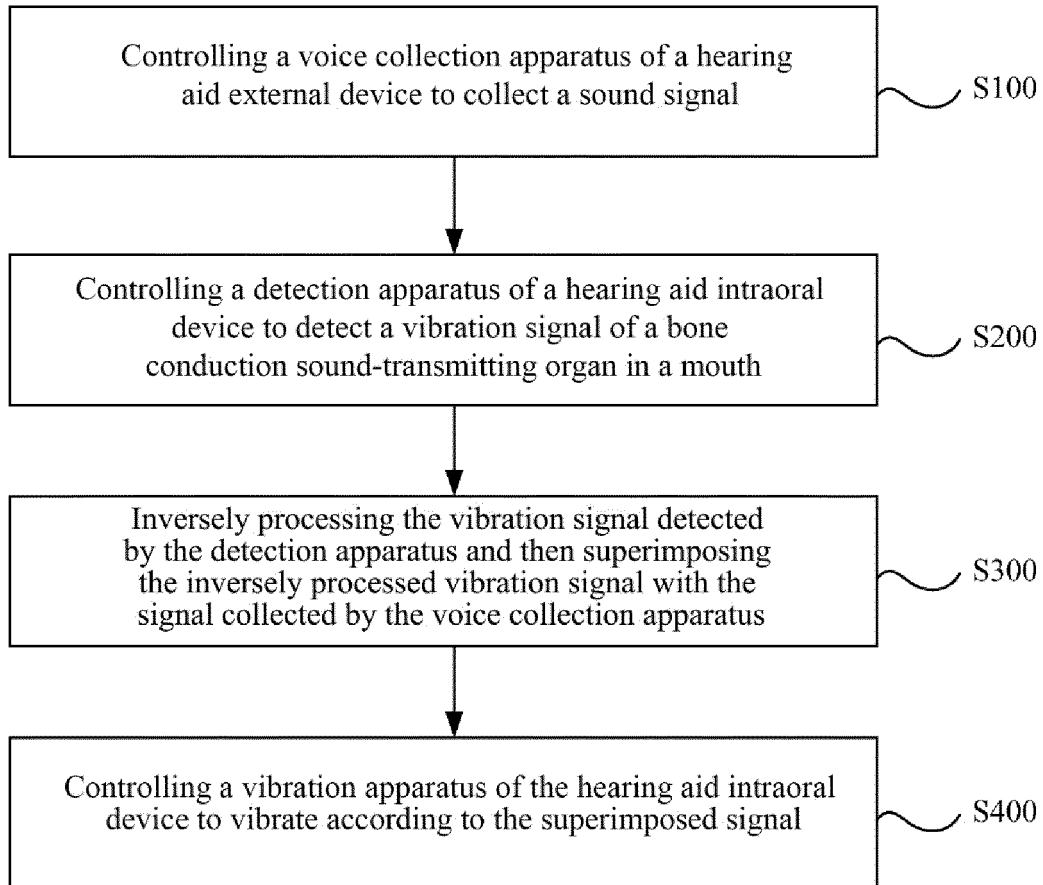 Controlling a voice collection apparatus of a hearing
aid external device to collect a sound signal
S100
Controlling a detection apparatus of a hearing aid intraoral
device to detect a vibration signal of a bone
conduction sound-transmitting organ in a mouth
S200
Inversely processing the vibration signal detected
by the detection apparatus and then superimposing
the inversely processed vibration signal with the
signal collected by the voice collection apparatus
S300
Controlling a vibration apparatus of the hearing aid intraoral
device to vibrate according to the superimposed signal
S400